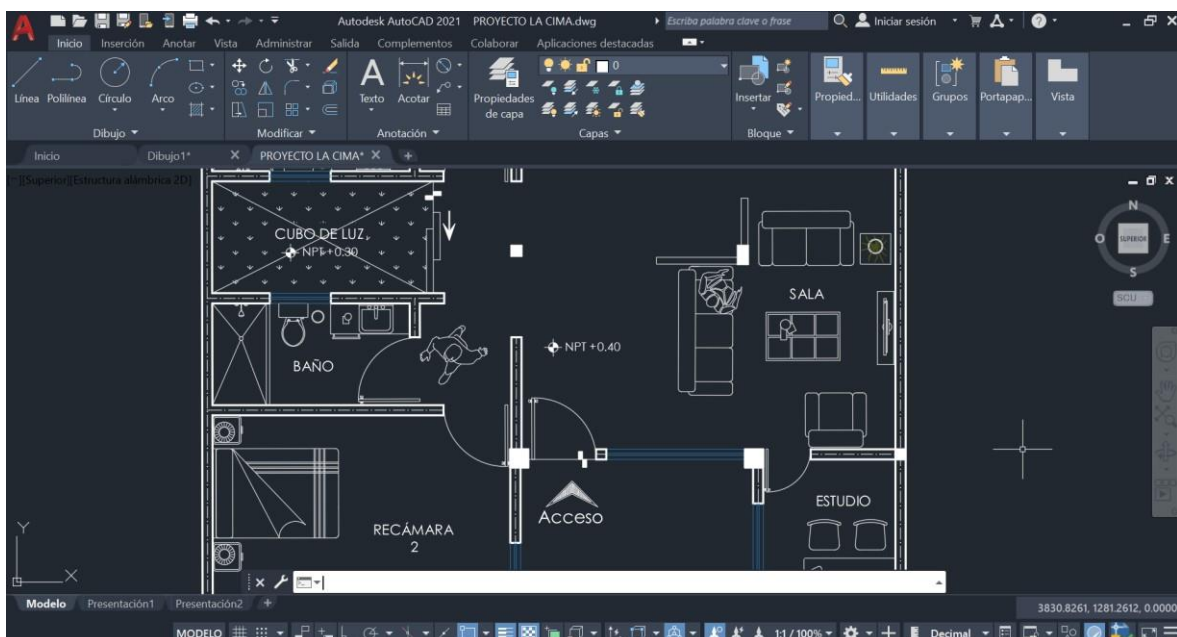 Autodesk AutoCAD 2021 PROYECTO LA CIMA.dwg
Escriba palabra clave o frase
Iniciar sesión
Inicio Inserción Anotar Vista Administrar Salida Complementos Colaborar Aplicaciones destacadas
0
Línea Polilínea Círculo Arco
Texto Acotar
Propiedades de capa
Insertar
Propied... Utilidades Grupos Portapap... Vista
Dibujo Modificar Anotación Capas Bloque
Inicio Dibujo1* PROYECTO LA CIMA*
[−][Superior][Estructura alámbrica 2D]
N
O SUPERIOR E
S
SCU
CUBO DE LUZ
NPT +0.30
SALA
NPT +0.40
BAÑO
ESTUDIO
Acceso
RECÁMARA
2
Y
X
Modelo Presentación1 Presentación2 +
3830.8261, 1281.2612, 0.0000
MODELO 1:1 / 100% Decimal